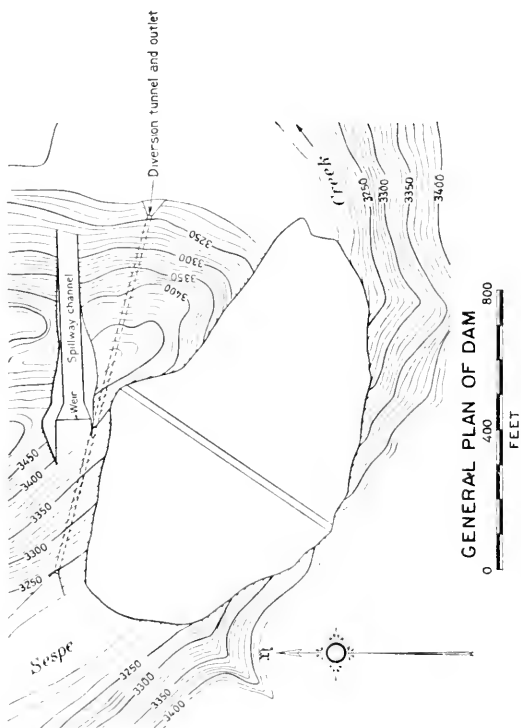 Diversion tunnel and outlet
3250
3300
3350
3400
Spillway channel
Weir
3450
3400
3350
3300
3250
Sespe
Creek
3250
3300
3350
3400
3250
3300
3350
3400
N
GENERAL PLAN OF DAM
0 400 800
FEET